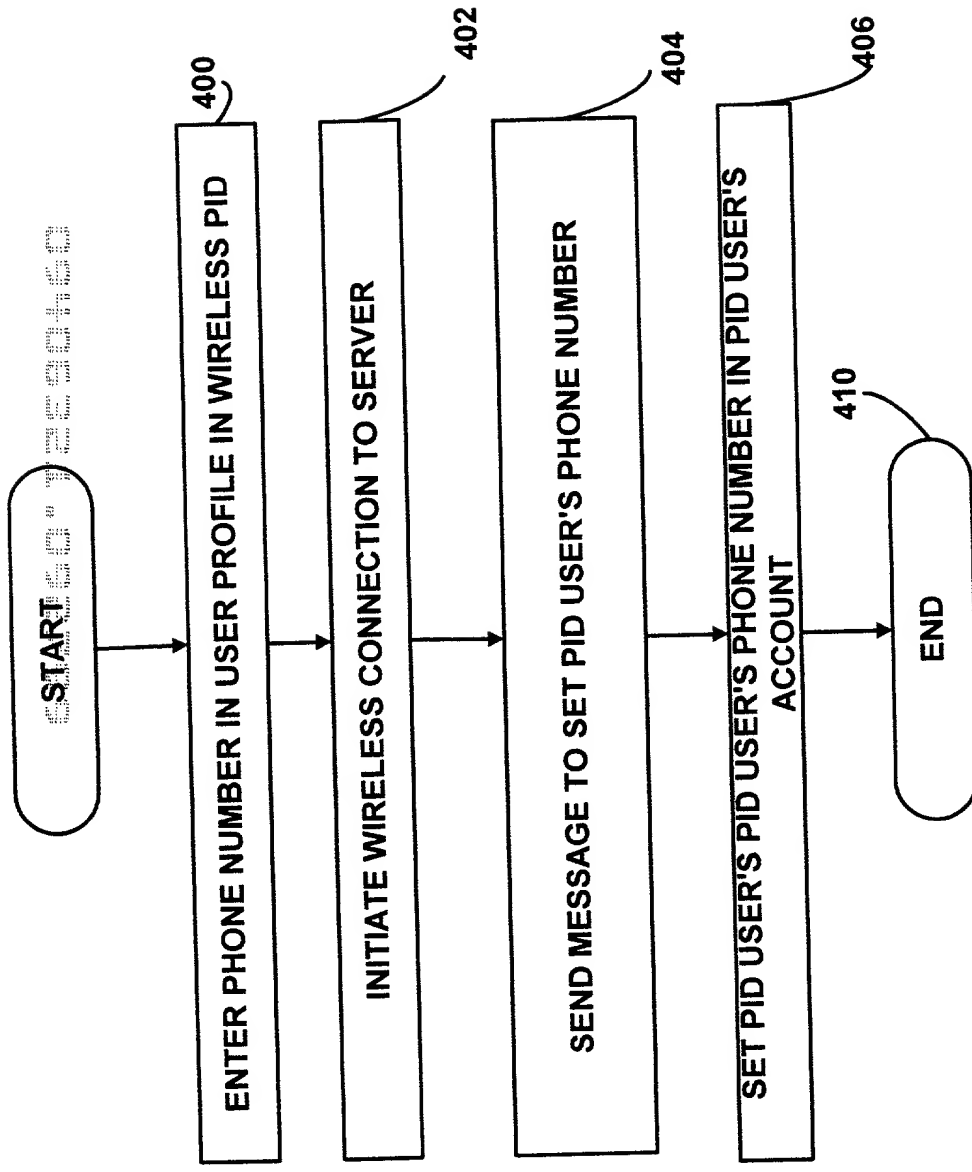 START
400
ENTER PHONE NUMBER IN USER PROFILE IN WIRELESS PID
402
INITIATE WIRELESS CONNECTION TO SERVER
404
SEND MESSAGE TO SET PID USER'S PHONE NUMBER
406
SET PID USER'S PID USER'S PHONE NUMBER IN PID USER'S
ACCOUNT
410
END